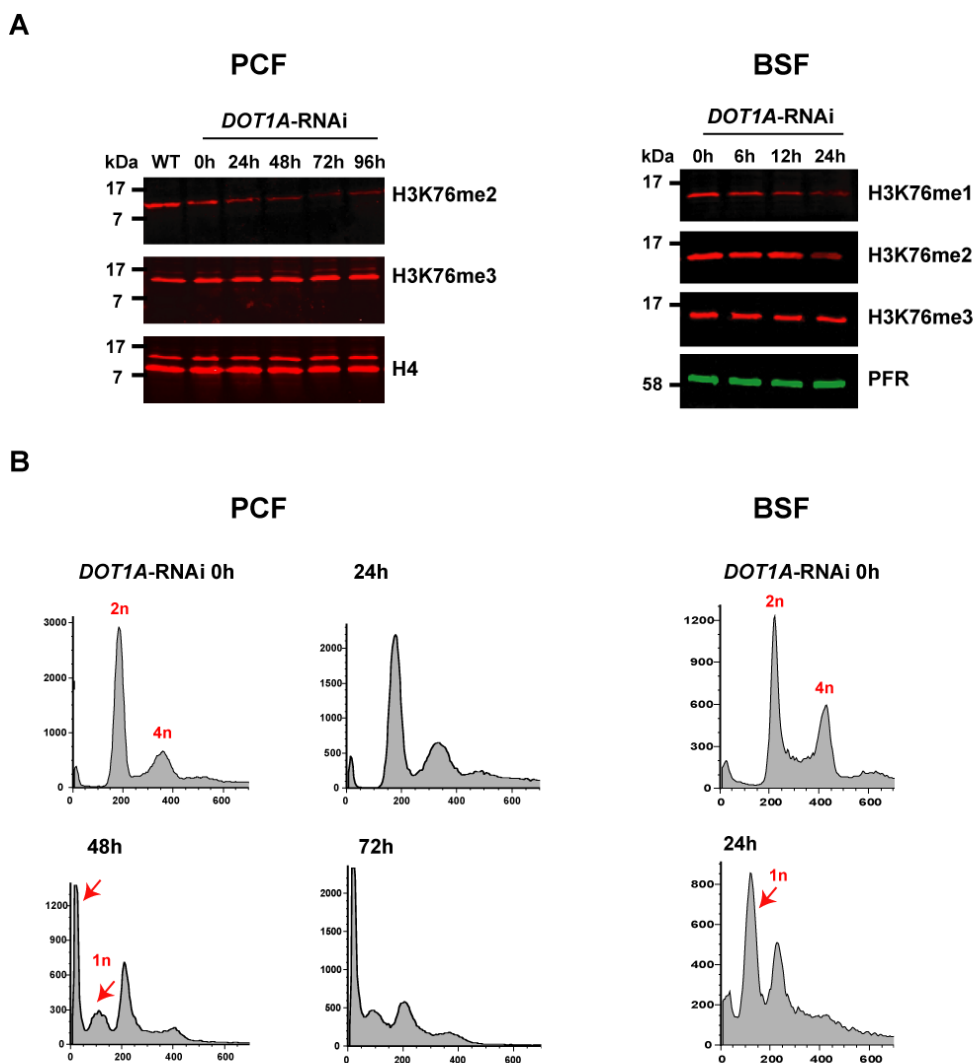 A
PCF
BSF
DOT1A-RNAi
kDa WT 0h 24h 48h 72h 96h
17
7
H3K76me2
17
7
H3K76me3
17
7
H4
DOT1A-RNAi
kDa 0h 6h 12h 24h
17
H3K76me1
17
H3K76me2
17
H3K76me3
58
PFR
B
PCF
BSF
DOT1A-RNAi 0h
2n
4n
3000
2000
1000
0
0 200 400 600
24h
2000
1500
1000
500
0
0 200 400 600
DOT1A-RNAi 0h
2n
4n
1200
900
600
300
0
0 200 400 600
48h
1n
1200
900
600
300
0
0 200 400 600
72h
2000
1500
1000
500
0
0 200 400 600
24h
1n
800
600
400
200
0
0 200 400 600